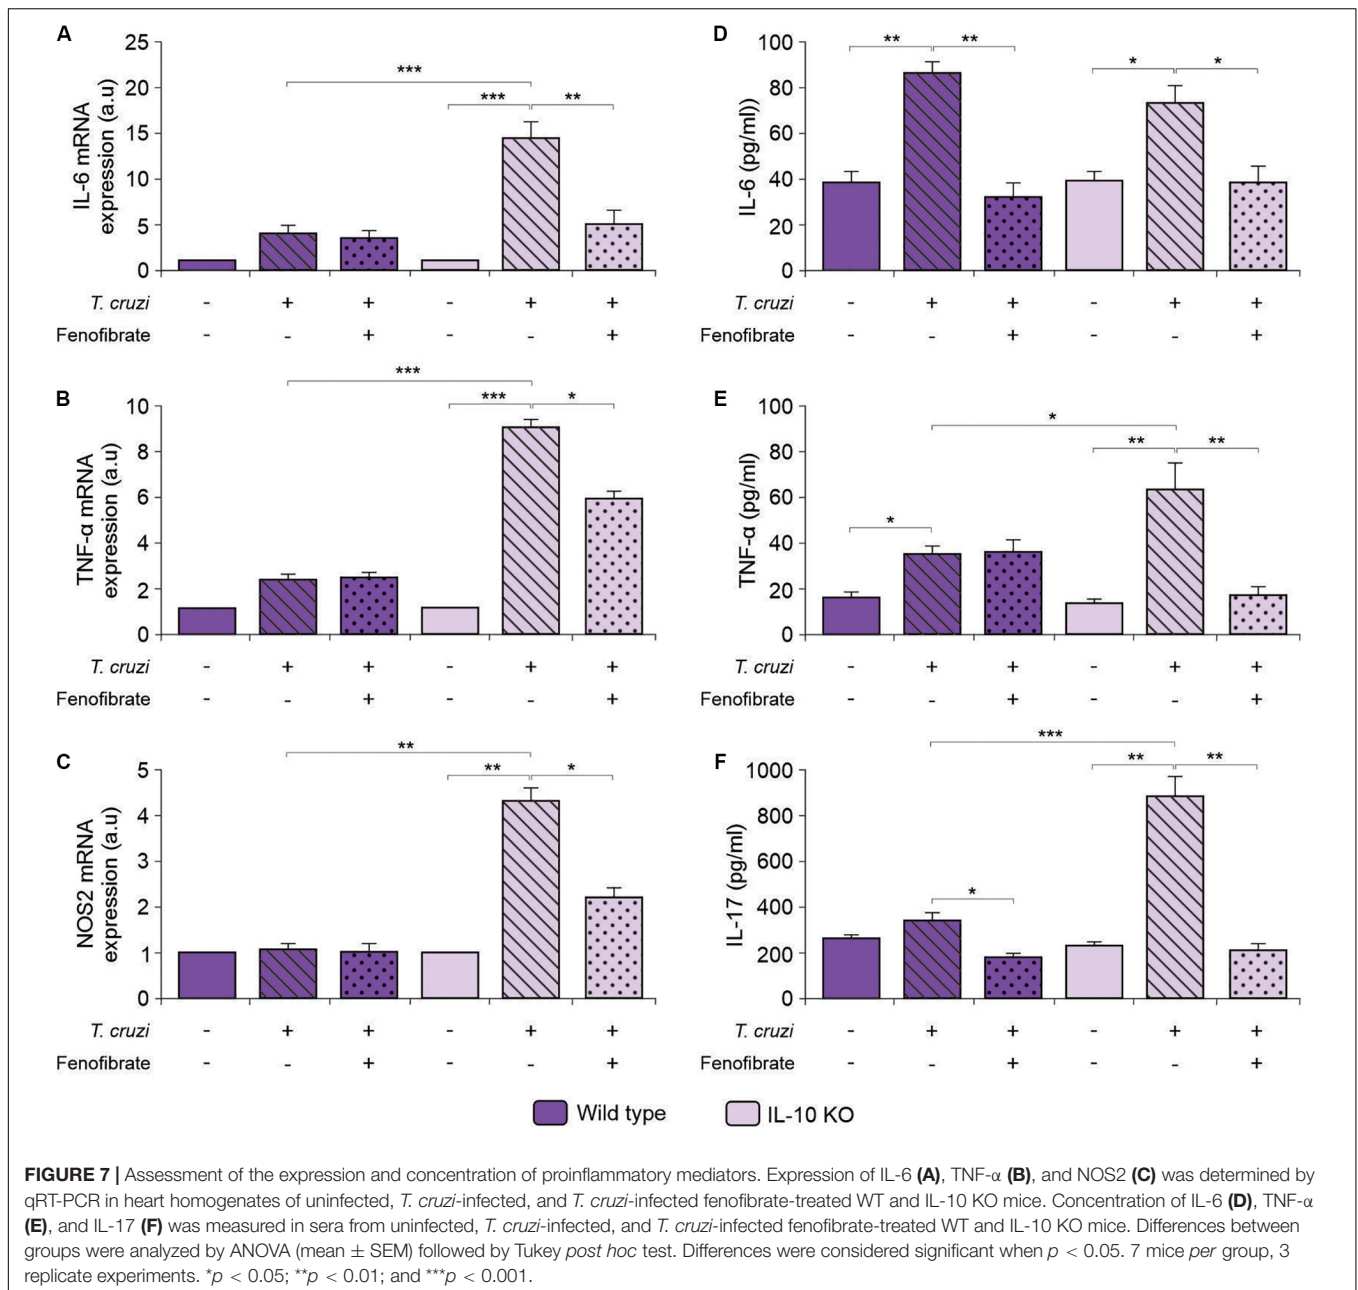 A
IL-6 mRNA
expression (a.u)
25
20
15
10
5
0
***
***
**
T. cruzi - + + - + +
Fenofibrate - - + - - +
B
TNF-α mRNA
expression (a.u)
10
8
6
4
2
0
***
***
*
T. cruzi - + + - + +
Fenofibrate - - + - - +
C
NOS2 mRNA
expression (a.u)
5
4
3
2
1
0
**
**
*
T. cruzi - + + - + +
Fenofibrate - - + - - +
D
IL-6 (pg/ml))
100
80
60
40
20
0
**
**
*
*
T. cruzi - + + - + +
Fenofibrate - - + - - +
E
TNF-α (pg/ml)
100
80
60
40
20
0
*
*
**
**
T. cruzi - + + - + +
Fenofibrate - - + - - +
F
IL-17 (pg/ml)
1000
800
600
400
200
0
***
**
**
*
T. cruzi - + + - + +
Fenofibrate - - + - - +
Wild type
IL-10 KO
FIGURE 7 | Assessment of the expression and concentration of proinflammatory mediators. Expression of IL-6 (A), TNF-α (B), and NOS2 (C) was determined by
qRT-PCR in heart homogenates of uninfected, T. cruzi-infected, and T. cruzi-infected fenofibrate-treated WT and IL-10 KO mice. Concentration of IL-6 (D), TNF-α
(E), and IL-17 (F) was measured in sera from uninfected, T. cruzi-infected, and T. cruzi-infected fenofibrate-treated WT and IL-10 KO mice. Differences between
groups were analyzed by ANOVA (mean ± SEM) followed by Tukey post hoc test. Differences were considered significant when p < 0.05. 7 mice per group, 3
replicate experiments. *p < 0.05; **p < 0.01; and ***p < 0.001.